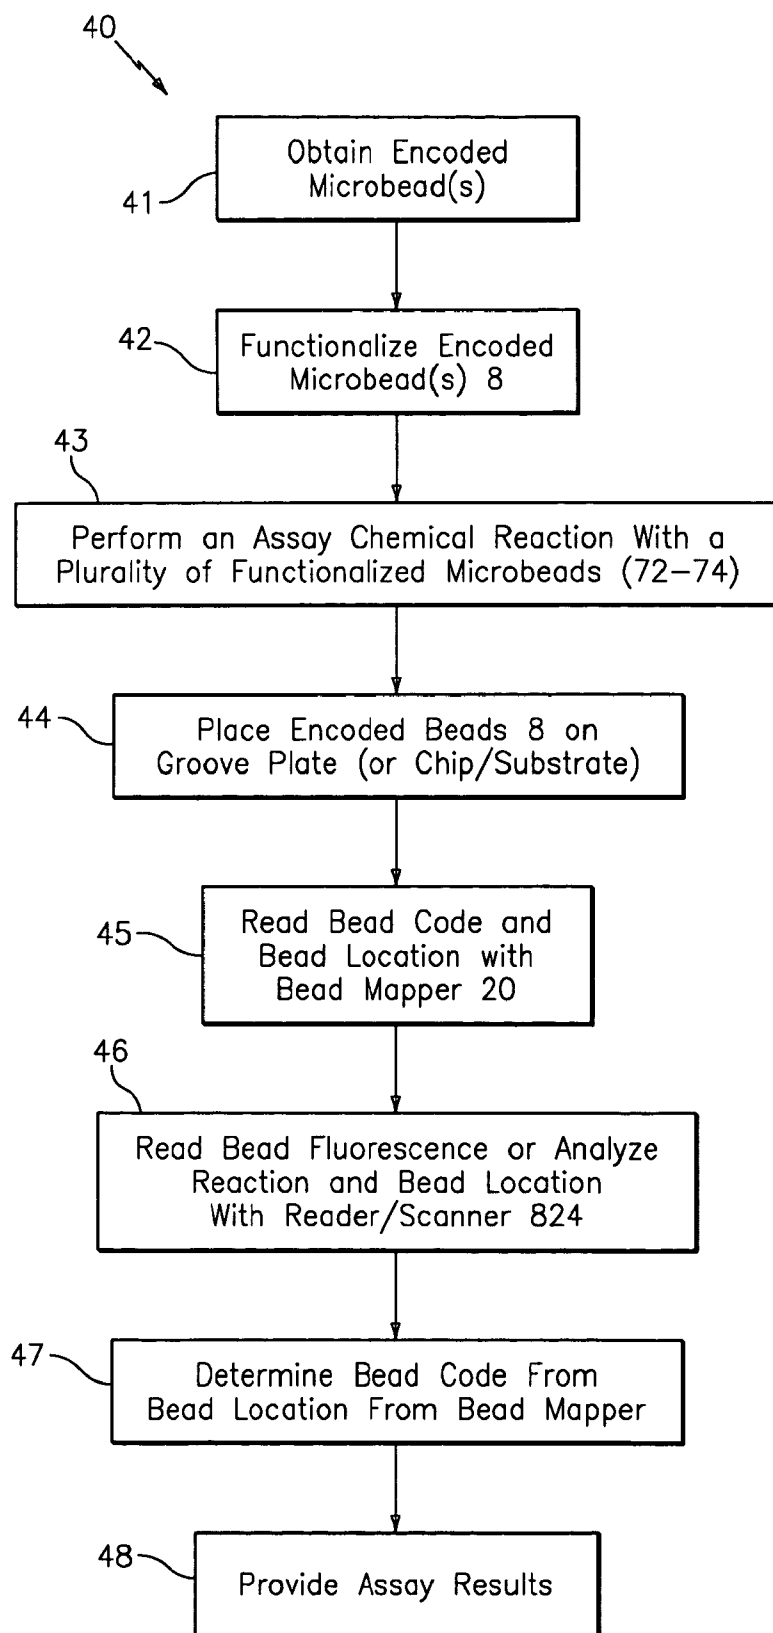 40
Obtain Encoded
Microbead(s)
41
42
Functionalize Encoded
Microbead(s) 8
43
Perform an Assay Chemical Reaction With a
Plurality of Functionalized Microbeads (72-74)
44
Place Encoded Beads 8 on
Groove Plate (or Chip/Substrate)
45
Read Bead Code and
Bead Location with
Bead Mapper 20
46
Read Bead Fluorescence or Analyze
Reaction and Bead Location
With Reader/Scanner 824
47
Determine Bead Code From
Bead Location From Bead Mapper
48
Provide Assay Results